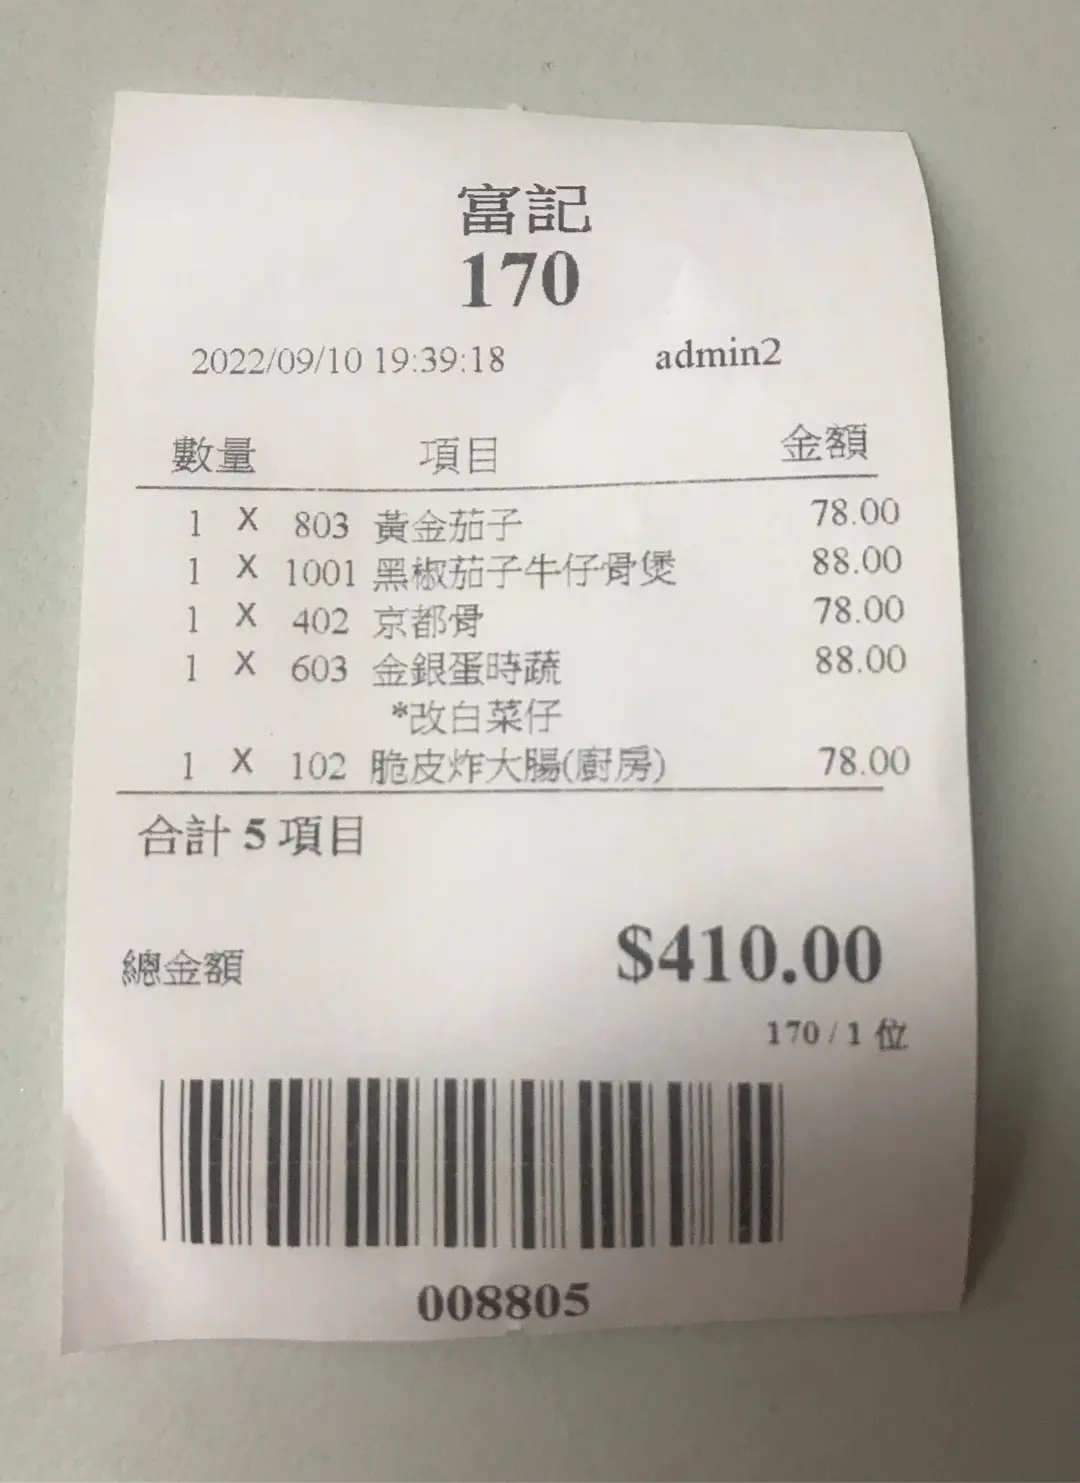 富記
170
2022/09/10 19:39:18 admin2
數量 項目 金額
1 X 803 黃金茄子 78.00
1 X 1001 黑椒茄子牛仔骨煲 88.00
1 X 402 京都骨 78.00
1 X 603 金銀蛋時蔬 88.00
*改白菜仔
1 X 102 脆皮炸大腸(廚房) 78.00
合計 5 項目
總金額 $410.00
170 / 1 位
008805